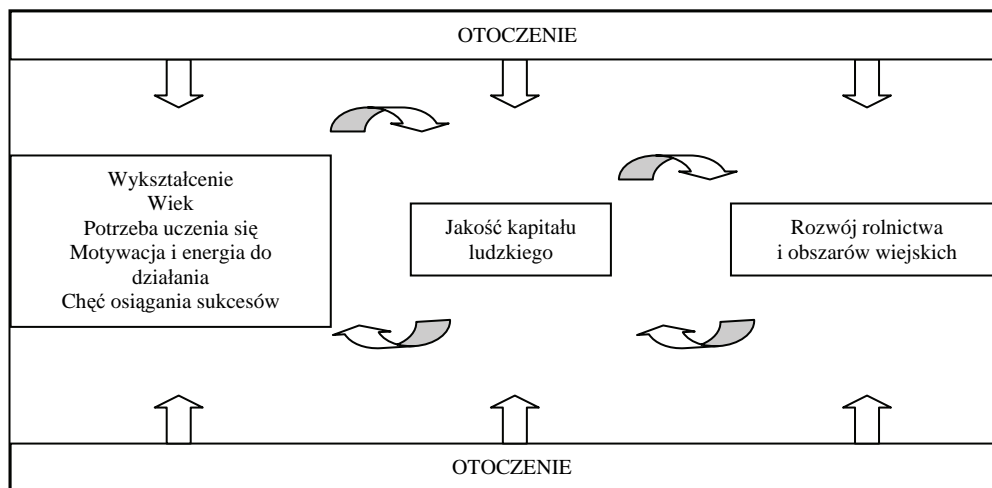 OTOCZENIE
Wykształcenie
Wiek
Potrzeba uczenia się
Motywacja i energia do
działania
Chęć osiągania sukcesów
Jakość kapitału
ludzkiego
Rozwój rolnictwa
i obszarów wiejskich
OTOCZENIE